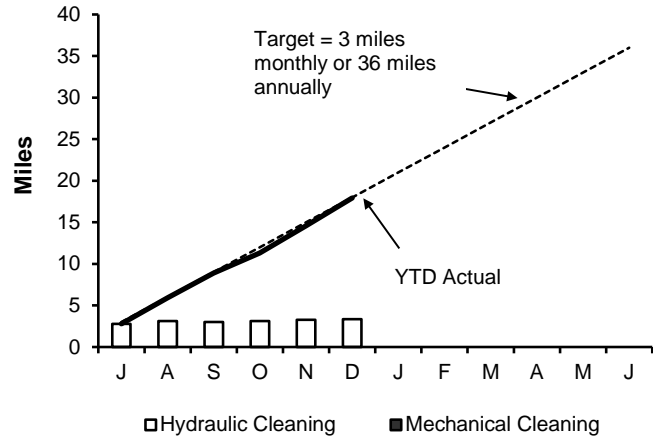 40
35
30
25
20
15
10
5
0
Miles
Target = 3 miles
monthly or 36 miles
annually
YTD Actual
J A S O N D J F M A M J
Hydraulic Cleaning Mechanical Cleaning